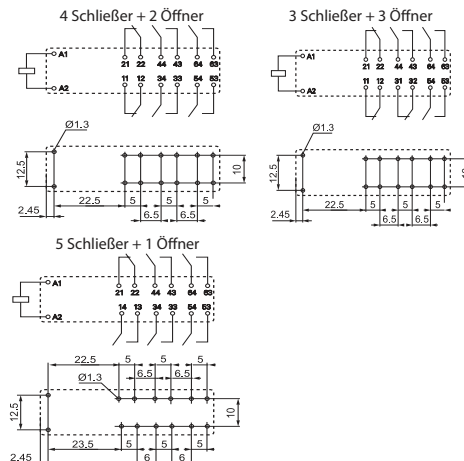 4 Schließer + 2 Öffner
A1
21 22 44 43 64 63
11 12 34 33 54 53
A2
Ø1.3
12.5
10
2.45
22.5
5 5 5
6.5 6.5
3 Schließer + 3 Öffner
A1
21 22 44 43 64 63
11 12 31 32 54 53
A2
Ø1.3
12.5
2.45
22.5
5 5 5
6.5 6.5
5 Schließer + 1 Öffner
A1
21 22 44 43 64 63
14 13 34 33 54 53
A2
22.5
5 5 5
Ø1.3
6.5 6.5
12.5
10
23.5
5 5 5
2.45
6 6